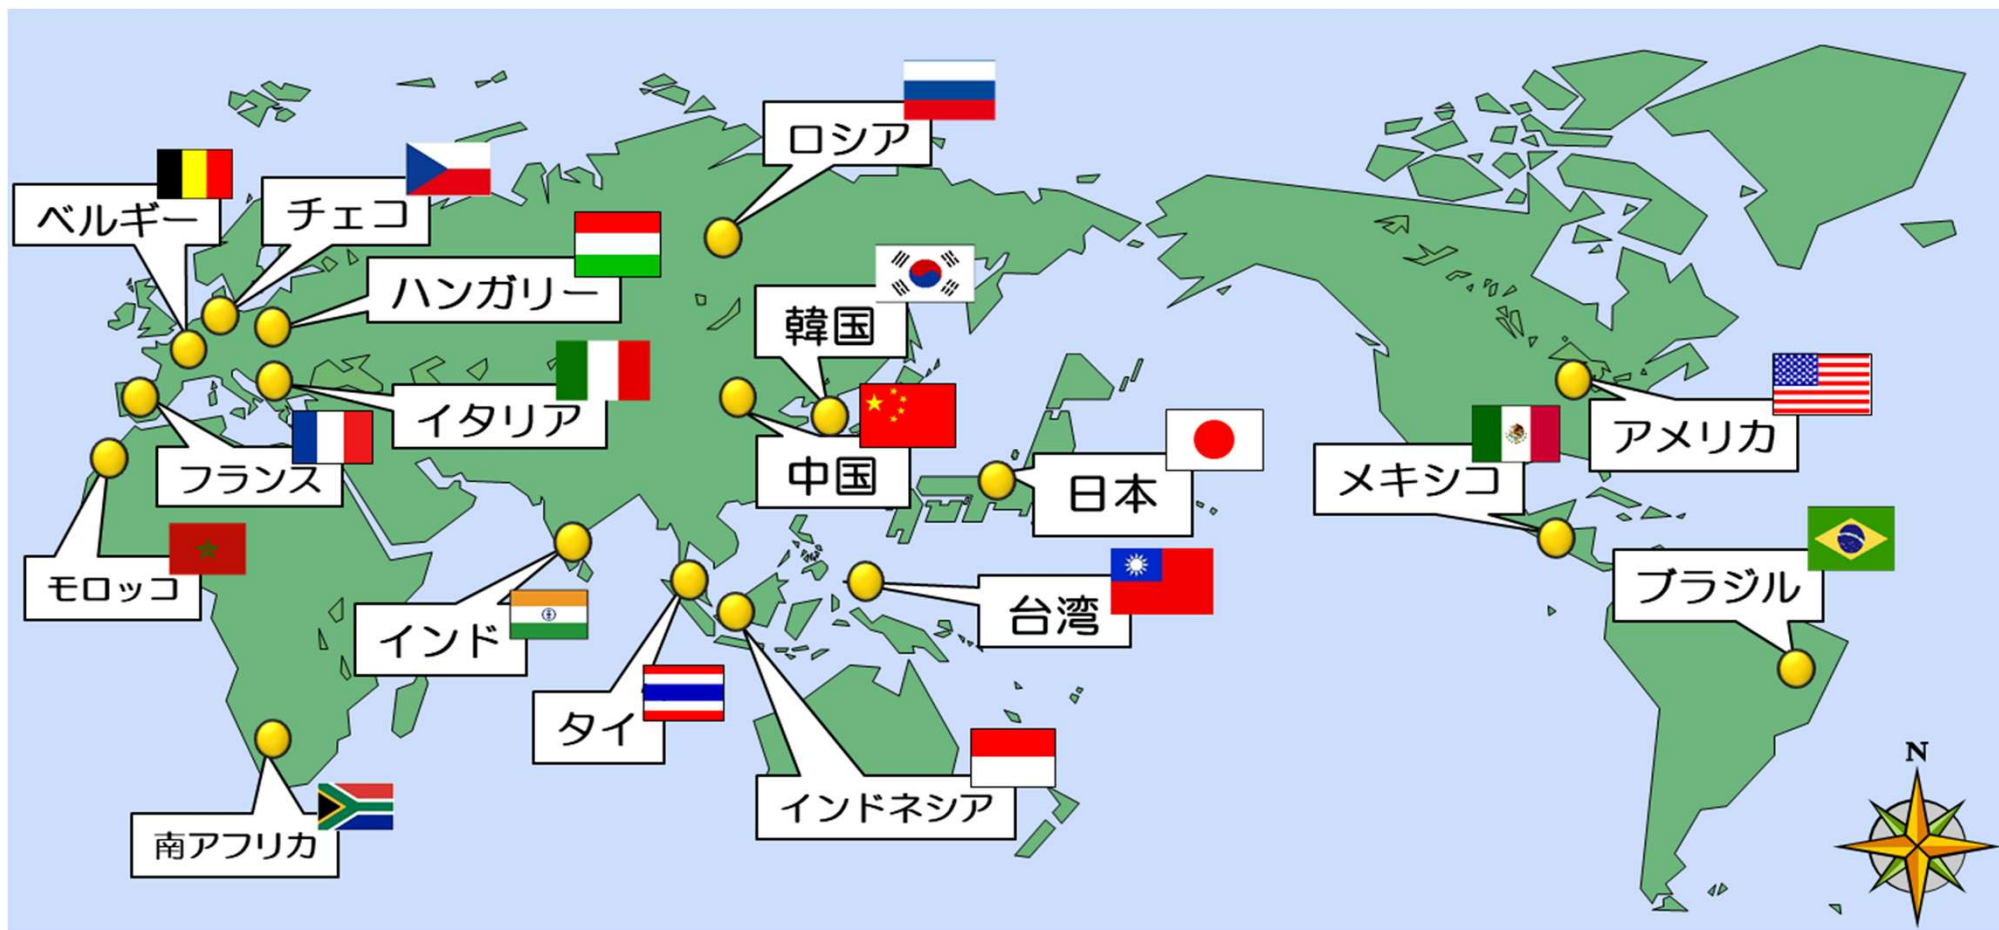 ロシア
ベルギー
チェコ
ハンガリー
韓国
イタリア
アメリカ
フランス
中国
日本
メキシコ
モロッコ
ブラジル
インド
台湾
タイ
N
インドネシア
南アフリカ